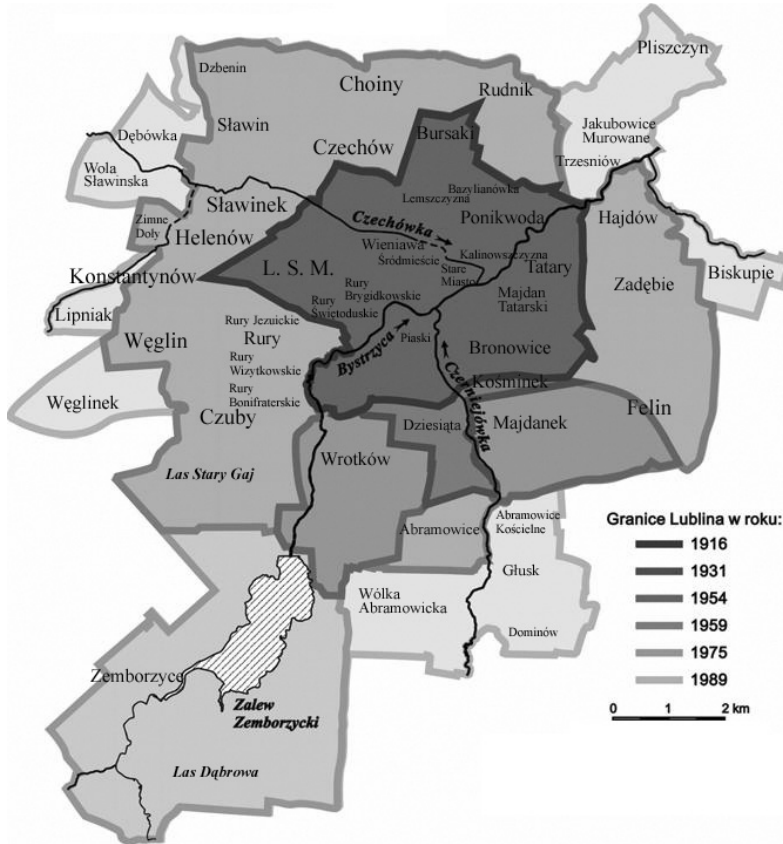 Pliszczyn
Dzbenin
Choiny
Rudnik
Sławin
Bursaki
Jakubowice
Murowane
Dębówka
Czechów
Trzesniów
Wola
Sławinska
Bazylianówka
Lemszczyzna
Sławinek
Czechówka
Ponikwoda
Hajdów
Zimne
Doły
Helenów
Wieniawa
Śródmieście
Kalinowszczyzna
Konstantynów
L. S. M.
Stare
Miasto
Tatary
Biskupie
Zadębie
Rury
Brygidkowskie
Majdan
Tatarski
Lipniak
Rury
Świętoduskie
Rury Jezuickie
Węglin
Rury
Bystrzyca
Piaski
Bronowice
Rury
Wizytkowskie
Czerniejówka
Kośminek
Węglinek
Rury
Bonifraterskie
Czuby
Dziesiąta
Majdanek
Felin
Wrotków
Las Stary Gaj
Abramowice
Abramowice
Kościelne
Głusk
Wólka
Abramowicka
Dominów
Zemborzyce
Zalew
Zemborzycki
Las Dąbrowa
Granice Lublina w roku:
1916
1931
1954
1959
1975
1989
0 1 2 km